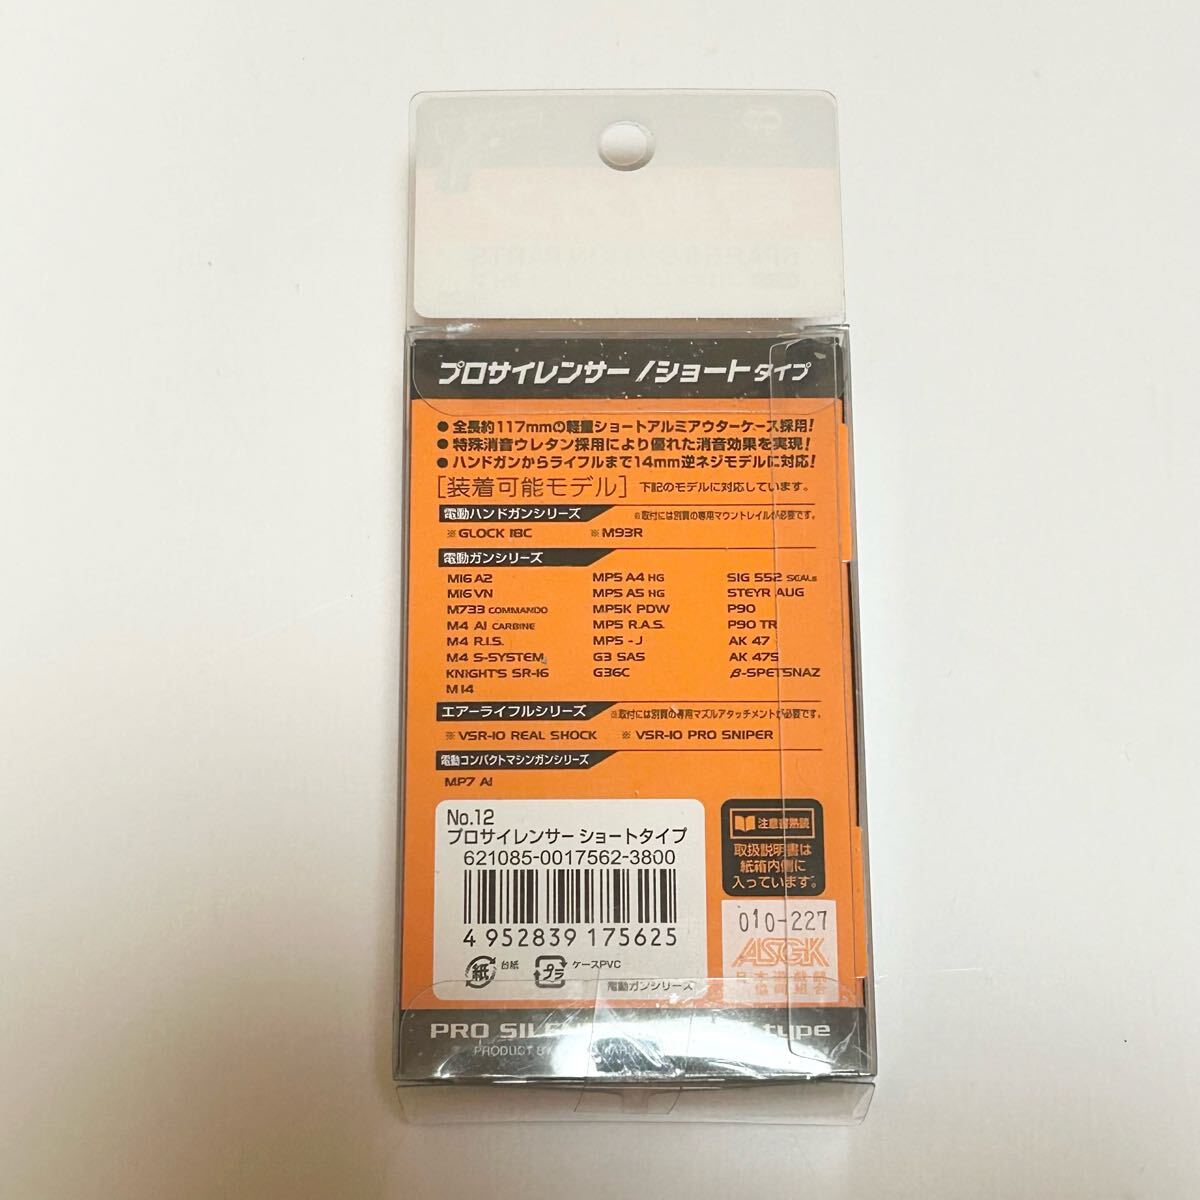 プロサイレンサー / ショートタイプ
● 全長約117mmの軽量ショートアルミアウターケース採用!
● 特殊消音ウレタン採用により優れた消音効果を実現!
● ハンドガンからライフルまで14mm逆ネジモデルに対応!
[装着可能モデル] 下記のモデルに対応しています。
電動ハンドガンシリーズ ※取付には別買の専用マウントレイルが必要です。
※ GLOCK 18C ※ M93R
電動ガンシリーズ
M16 A2 MP5 A4 HG SIG 552 SEALs
M16 VN MP5 A5 HG STEYR AUG
M733 COMMANDO MP5K PDW P90
M4 A1 CARBINE MP5 R.A.S. P90 TR
M4 R.I.S. MP5 - J AK 47
M4 S-SYSTEM G3 SAS AK 47S
KNIGHT'S SR-16 G36C β-SPETSNAZ
M14
エアーライフルシリーズ ※取付には別買の専用マズルアタッチメントが必要です。
※ VSR-10 REAL SHOCK ※ VSR-10 PRO SNIPER
電動コンパクトマシンガンシリーズ
MP7 A1
No.12
プロサイレンサー ショートタイプ
621085-0017562-3800
4 952839 175625
紙 台紙 プラ ケースPVC
電動ガンシリーズ
注意書熟読
取扱説明書は
紙箱内側に
入っています。
010-227
ASGK
日本遊戯銃
協同組合
PRO type
PRODUCT BY